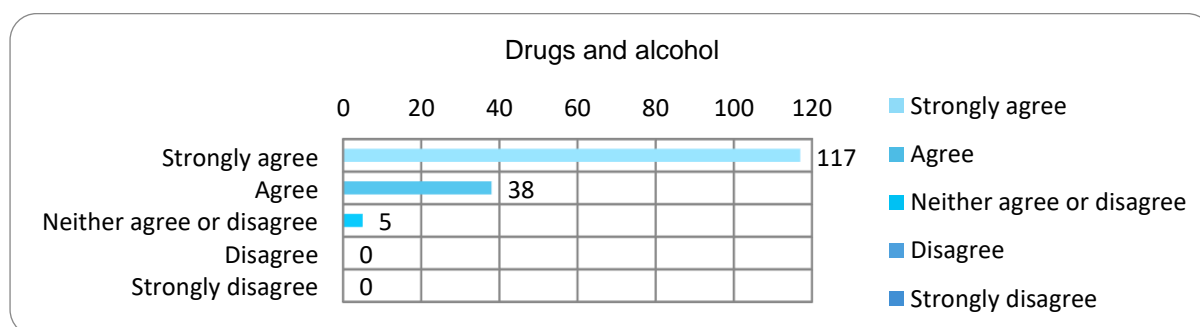 Drugs and alcohol
0 20 40 60 80 100 120
Strongly agree 117
Agree 38
Neither agree or disagree 5
Disagree 0
Strongly disagree 0
Strongly agree
Agree
Neither agree or disagree
Disagree
Strongly disagree